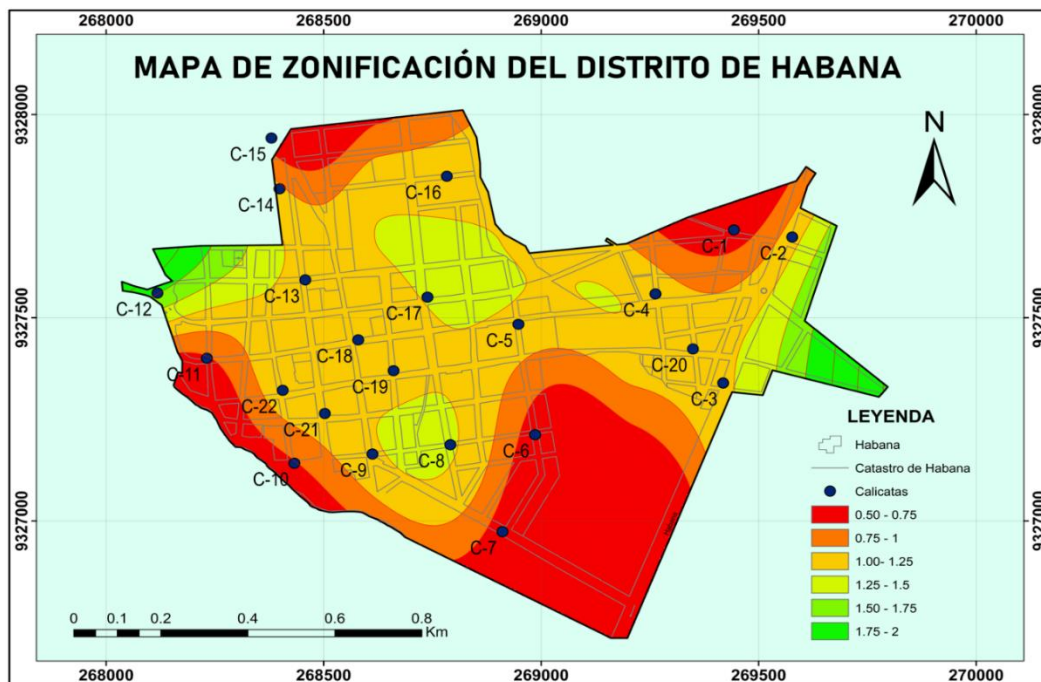 268000 268500 269000 269500 270000
MAPA DE ZONIFICACIÓN DEL DISTRITO DE HABANA
9328000
9328000
N
C-15
C-14
C-16
C-1
C-2
C-12
C-13
C-17
C-4
9327500
9327500
C-18
C-5
C-11
C-19
C-20
C-3
C-22
C-21
C-10
C-9
C-8
C-6
C-7
9327000
9327000
LEYENDA
Habana
Catastro de Habana
Calicatas
0.50 - 0.75
0.75 - 1
1.00- 1.25
1.25 - 1.5
1.50 - 1.75
1.75 - 2
0 0.1 0.2 0.4 0.6 0.8
Km
268000 268500 269000 269500 270000